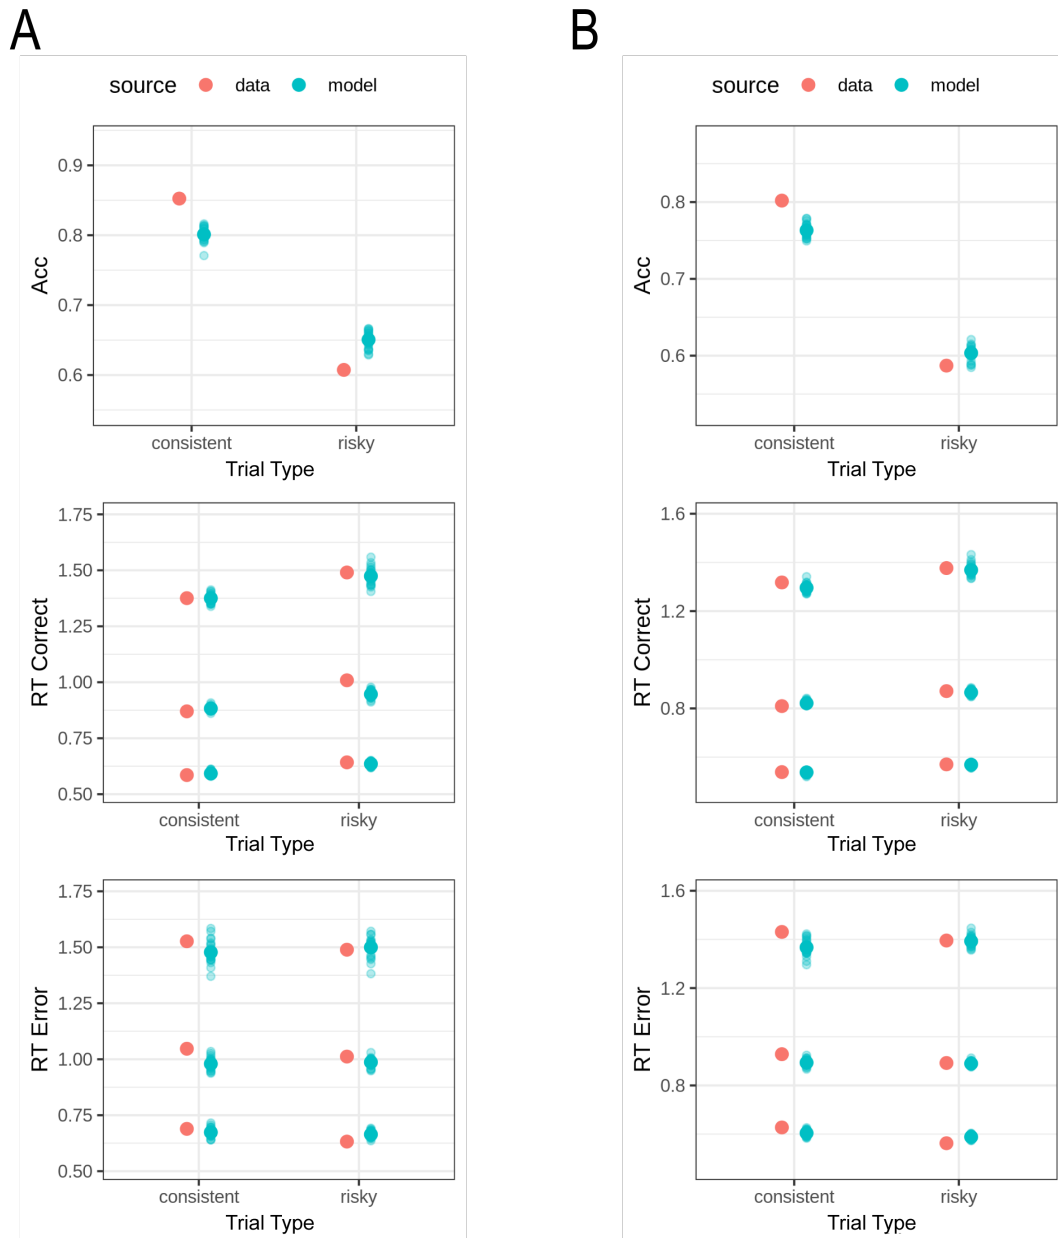 A
source data model
0.9
0.8
0.7
0.6
Acc
consistent risky
Trial Type
1.75
1.50
1.25
1.00
0.75
0.50
RT Correct
consistent risky
Trial Type
1.75
1.50
1.25
1.00
0.75
0.50
RT Error
consistent risky
Trial Type
B
source data model
0.8
0.7
0.6
Acc
consistent risky
Trial Type
1.6
1.2
0.8
RT Correct
consistent risky
Trial Type
1.6
1.2
0.8
RT Error
consistent risky
Trial Type